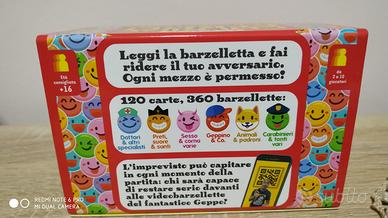 Leggi la barzelletta e fai
ridere il tuo avversario.
Ogni mezzo è permesso!
Età
consigliata
+16
da
2 a 10
giocatori
120 carte, 360 barzellette:
Dottori
& altri
specialisti
Preti,
suore
& santi
Sesso
& corna
varie
Geppino
& Co.
Animali
& padroni
Carabinieri
& tonti
vari
L'imprevisto può capitare
in ogni momento della
partita: chi sarà capace
di restare serio davanti
alle videobarzellette
del fantastico Geppo?
REDMI NOTE 8 PRO
MI DUAL CAMERA
subito